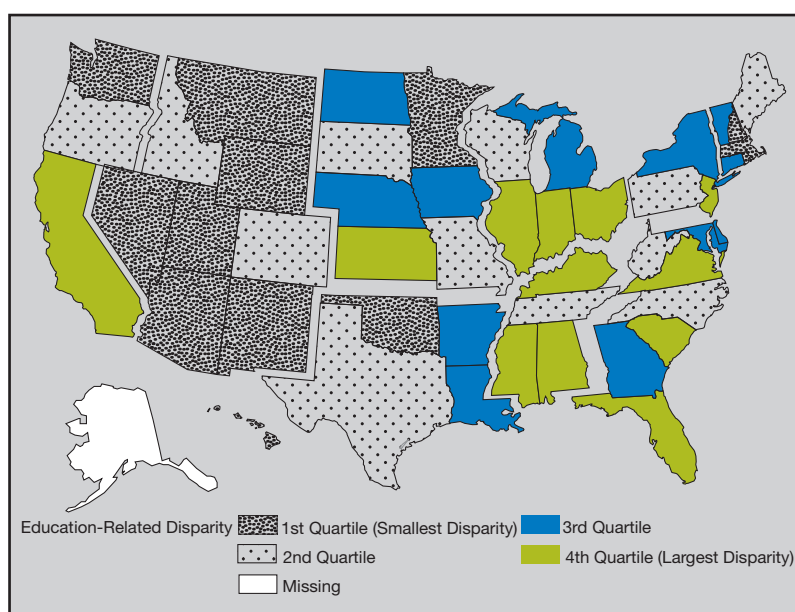 Education-Related Disparity
1st Quartile (Smallest Disparity)
3rd Quartile
2nd Quartile
4th Quartile (Largest Disparity)
Missing